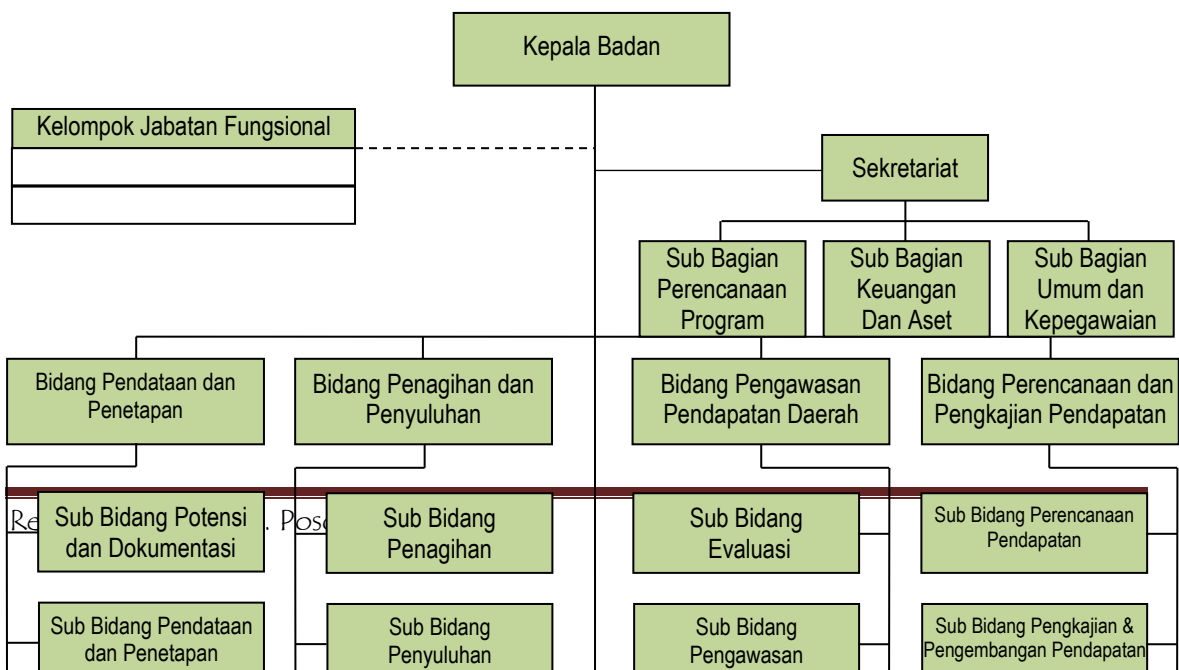 Kepala Badan
Kelompok Jabatan Fungsional
Sekretariat
Sub Bagian
Perencanaan
Program
Sub Bagian
Keuangan
Dan Aset
Sub Bagian
Umum dan
Kepegawaian
Bidang Pendataan dan
Penetapan
Bidang Penagihan dan
Penyuluhan
Bidang Pengawasan
Pendapatan Daerah
Bidang Perencanaan dan
Pengkajian Pendapatan
Sub Bidang Potensi
dan Dokumentasi
Sub Bidang
Penagihan
Sub Bidang
Evaluasi
Sub Bidang Perencanaan
Pendapatan
Sub Bidang Pendataan
dan Penetapan
Sub Bidang
Penyuluhan
Sub Bidang
Pengawasan
Sub Bidang Pengkajian &
Pengembangan Pendapatan